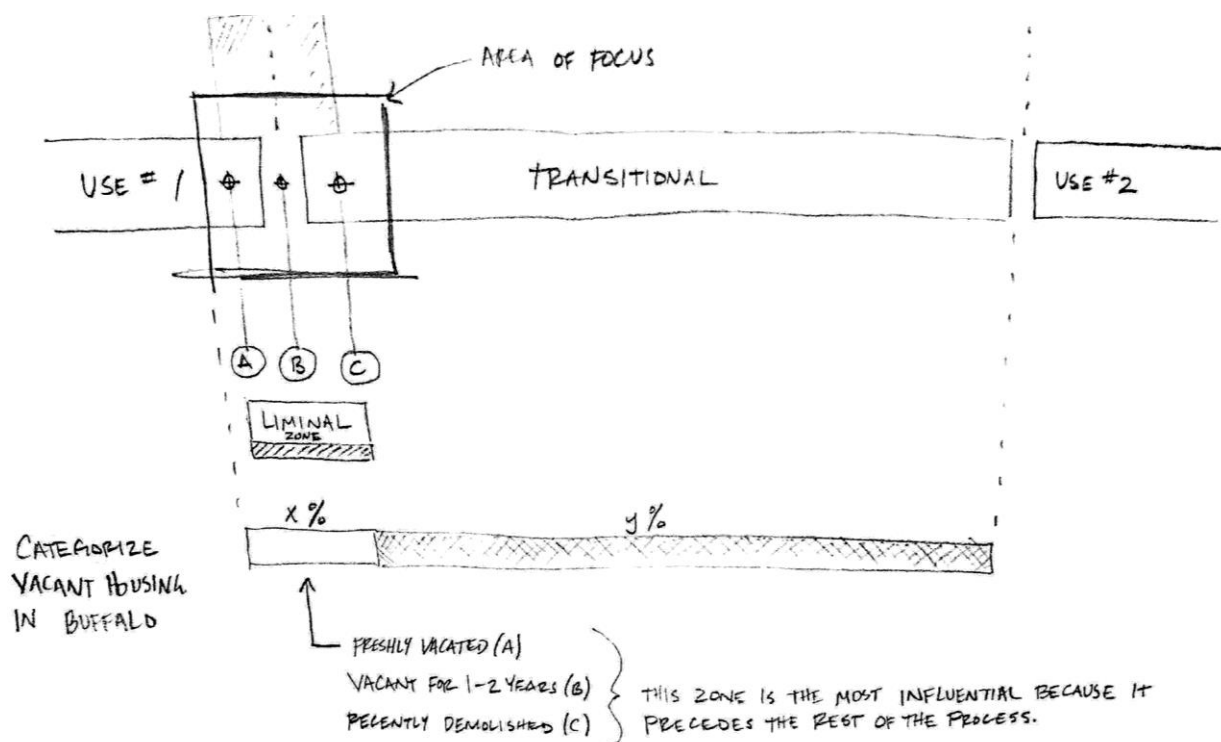 AREA OF FOCUS
USE # 1
TRANSITIONAL
USE #2
A
B
C
LIMINAL
ZONE
x %
y %
CATEGORIZE
VACANT HOUSING
IN BUFFALO
FRESHLY VACATED (A)
VACANT FOR 1-2 YEARS (B)
RECENTLY DEMOLISHED (C)
THIS ZONE IS THE MOST INFLUENTIAL BECAUSE IT
PRECEDES THE REST OF THE PROCESS.